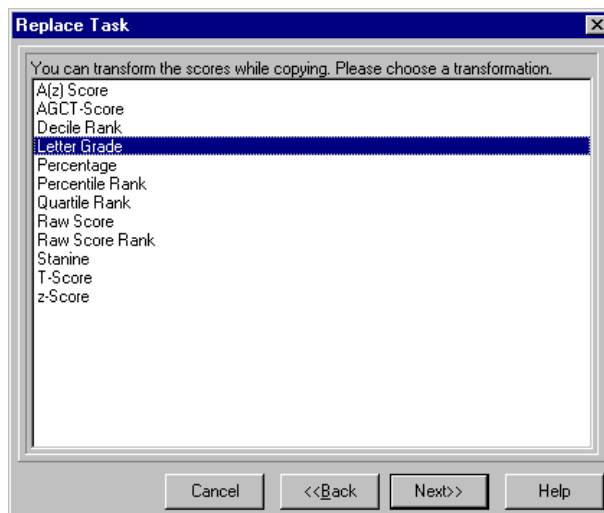 Replace Task
You can transform the scores while copying. Please choose a transformation.
A(z) Score
AGCT-Score
Decile Rank
Letter Grade
Percentage
Percentile Rank
Quartile Rank
Raw Score
Raw Score Rank
Stanine
T-Score
z-Score
Cancel
<<Back
Next>>
Help